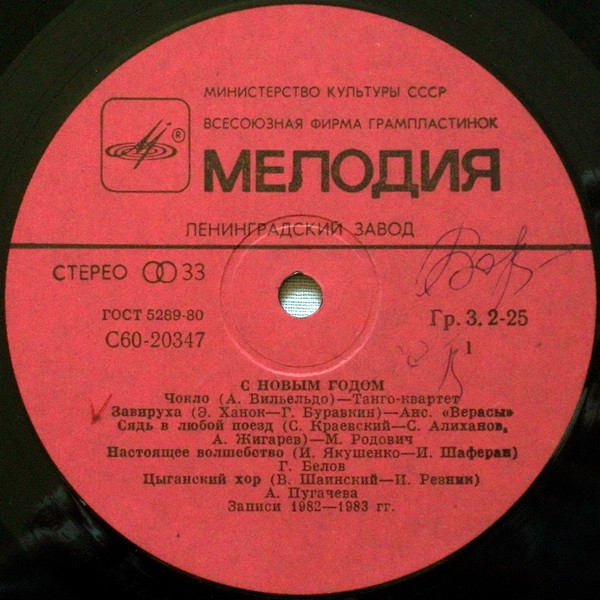 МИНИСТЕРСТВО КУЛЬТУРЫ СССР
ВСЕСОЮЗНАЯ ФИРМА ГРАМПЛАСТИНОК
®
МЕЛОДИЯ
ЛЕНИНГРАДСКИЙ ЗАВОД
СТЕРЕО 33
ГОСТ 5289-80
Гр. 3. 2-25
С60-20347
1
С НОВЫМ ГОДОМ
Чокло (А. Вильельдо)—Танго-квартет
Завируха (Э. Ханок—Г. Буравкин)—Анс. «Верасы»
Сядь в любой поезд (С. Краевский—С. Алиханов,
А. Жигарев)—М. Родович
Настоящее волшебство (И. Якушенко—И. Шаферан)
Г. Белов
Цыганский хор (В. Шаинский—И. Резник)
А. Пугачева
Записи 1982—1983 гг.